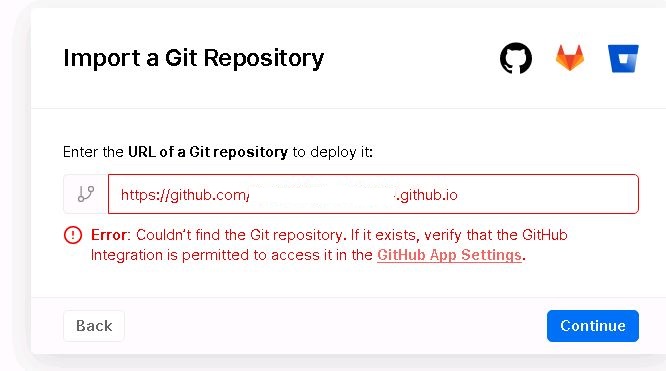 Import a Git Repository
Enter the URL of a Git repository to deploy it:
https://github.com/ .github.io
Error: Couldn't find the Git repository. If it exists, verify that the GitHub
Integration is permitted to access it in the GitHub App Settings.
Back Continue